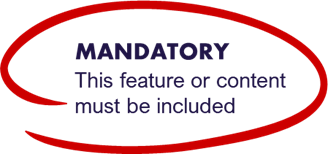 MANDATORY
This feature or content
must be included